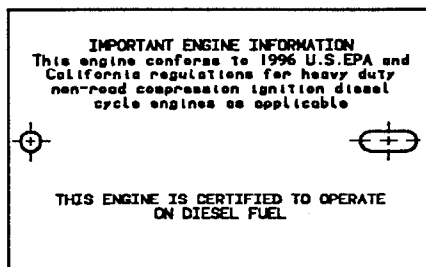 IMPORTANT ENGINE INFORMATION
This engine conforms to 1996 U.S.EPA and
California regulations for heavy duty
non-road compression ignition diesel
cycle engines as applicable
THIS ENGINE IS CERTIFIED TO OPERATE
ON DIESEL FUEL